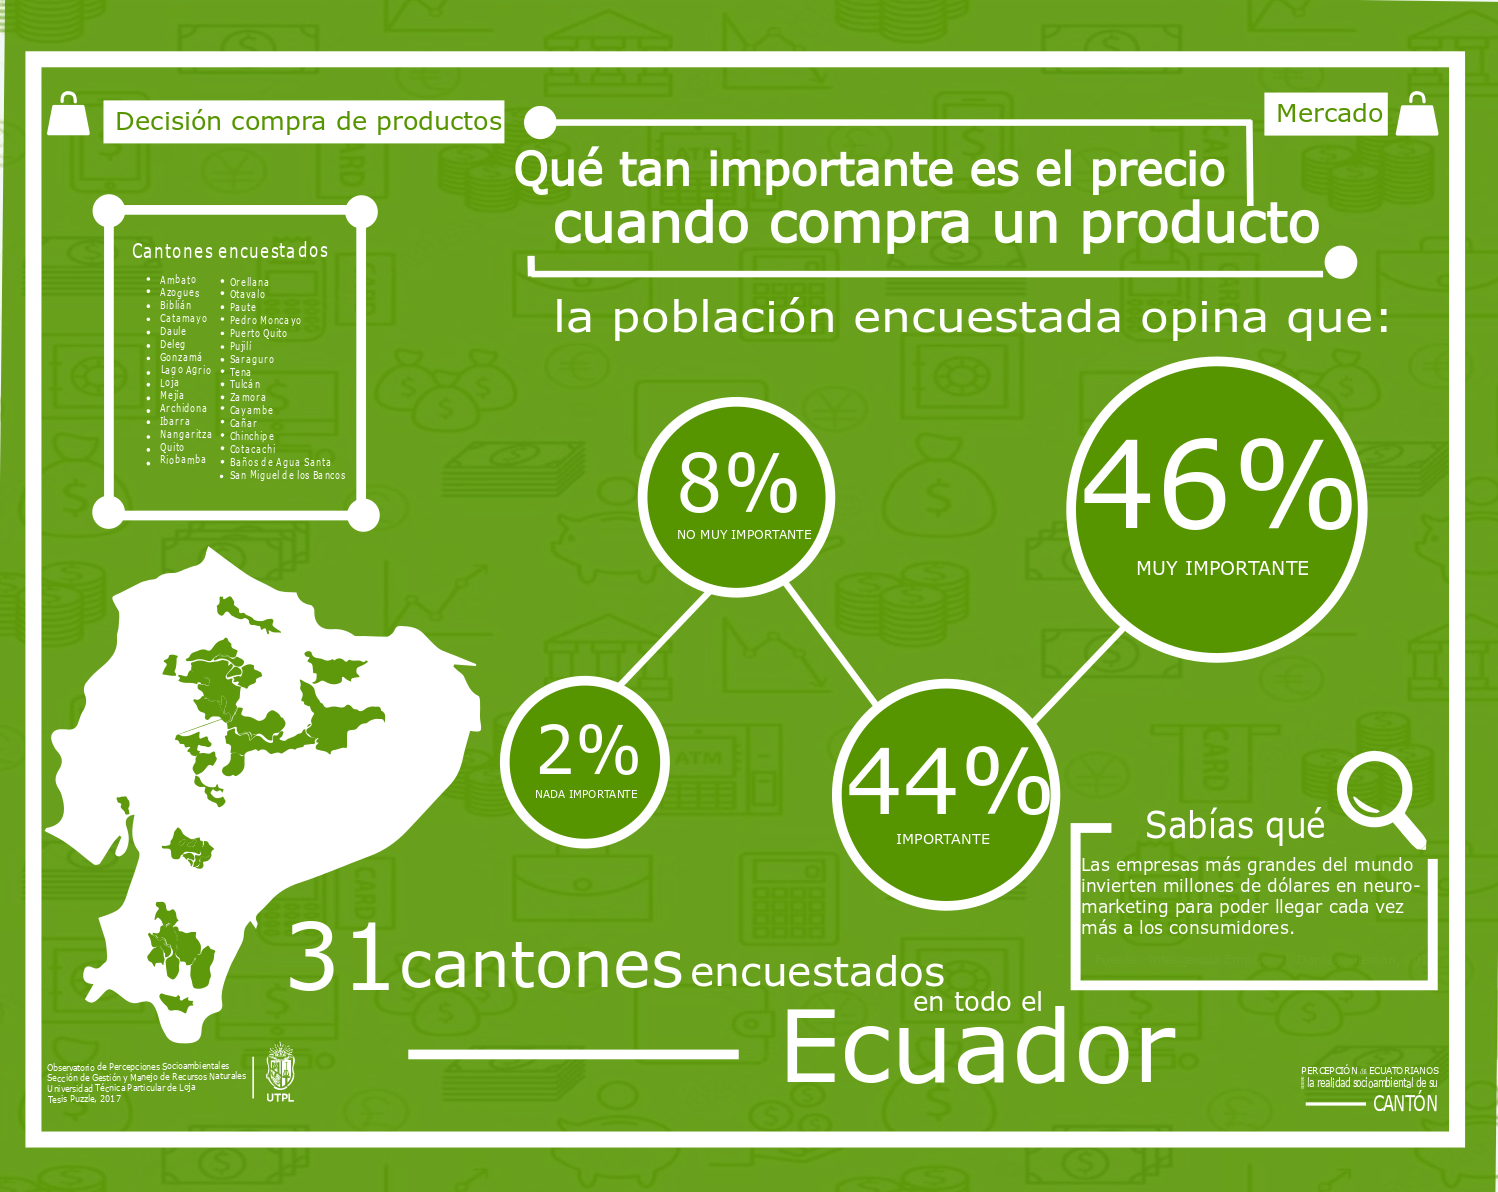 Decisión compra de productos
Mercado
Qué tan importante es el precio
cuando compra un producto
la población encuestada opina que:
Cantones encuestados
Ambato
Azogues
Biblián
Catamayo
Daule
Deleg
Gonzamá
Lago Agrio
Loja
Mejía
Archidona
Ibarra
Nangaritza
Quito
Riobamba
Orellana
Otavalo
Paute
Pedro Moncayo
Puerto Quito
Pujilí
Saraguro
Tena
Tulcán
Zamora
Cayambe
Cañar
Chinchipe
Cotacachi
Baños de Agua Santa
San Miguel de los Bancos
8%
NO MUY IMPORTANTE
46%
MUY IMPORTANTE
2%
NADA IMPORTANTE
44%
IMPORTANTE
Sabías qué
Las empresas más grandes del mundo
invierten millones de dólares en neuro-
marketing para poder llegar cada vez
más a los consumidores.
31 cantones encuestados
en todo el
Ecuador
Observatorio de Percepciones Socioambientales
Sección de Gestión y Manejo de Recursos Naturales
Universidad Técnica Particular de Loja
Tesis Puzzle, 2017
UTPL
PERCEPCIÓN ECUATORIANOS
la realidad socioambiental de su
CANTÓN
ATM
CARD